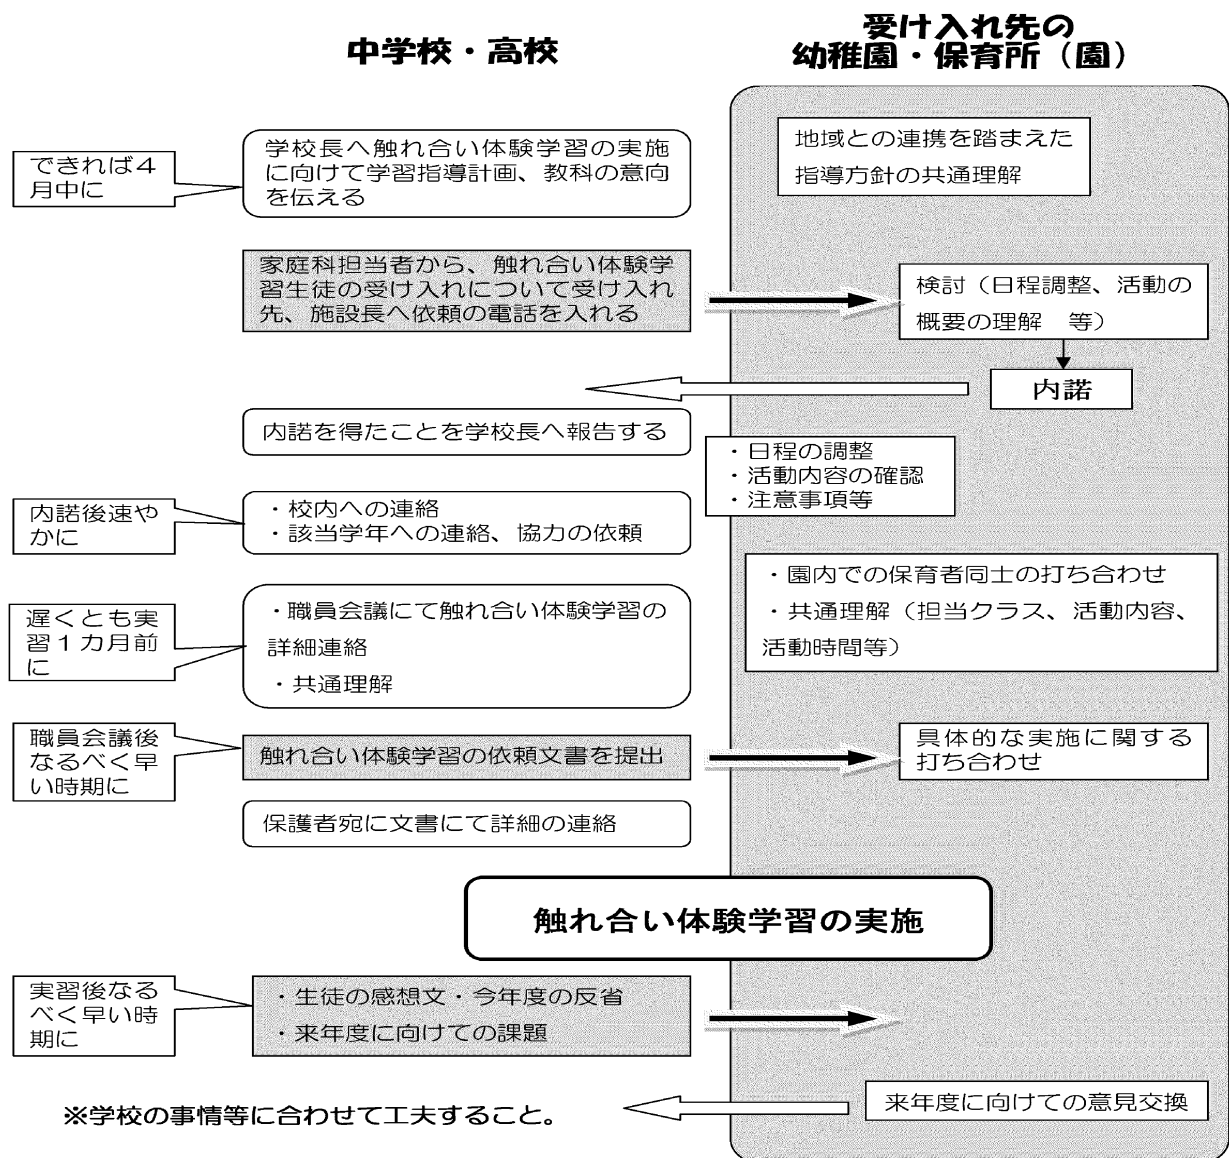 中学校・高校
受け入れ先の
幼稚園・保育所（園）
できれば４
月中に
学校長へ触れ合い体験学習の実施
に向けて学習指導計画、教科の意向
を伝える
地域との連携を踏まえた
指導方針の共通理解
家庭科担当者から、触れ合い体験学
習生徒の受け入れについて受け入れ
先、施設長へ依頼の電話を入れる
検討（日程調整、活動の
概要の理解　等）
内諾
内諾を得たことを学校長へ報告する
・日程の調整
・活動内容の確認
・注意事項等
内諾後速や
かに
・校内への連絡
・該当学年への連絡、協力の依頼
・園内での保育者同士の打ち合わせ
・共通理解（担当クラス、活動内容、
活動時間等）
遅くとも実
習１カ月前
に
・職員会議にて触れ合い体験学習の
詳細連絡
・共通理解
職員会議後
なるべく早
い時期に
触れ合い体験学習の依頼文書を提出
具体的な実施に関する
打ち合わせ
保護者宛に文書にて詳細の連絡
触れ合い体験学習の実施
実習後なる
べく早い時
期に
・生徒の感想文・今年度の反省
・来年度に向けての課題
来年度に向けての意見交換
※学校の事情等に合わせて工夫すること。